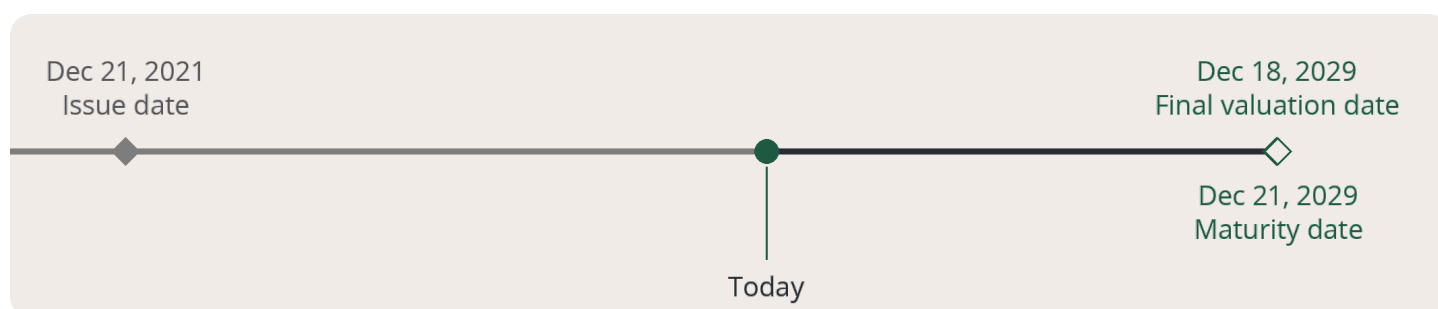 Dec 21, 2021
Issue date
Dec 18, 2029
Final valuation date
Dec 21, 2029
Maturity date
Today